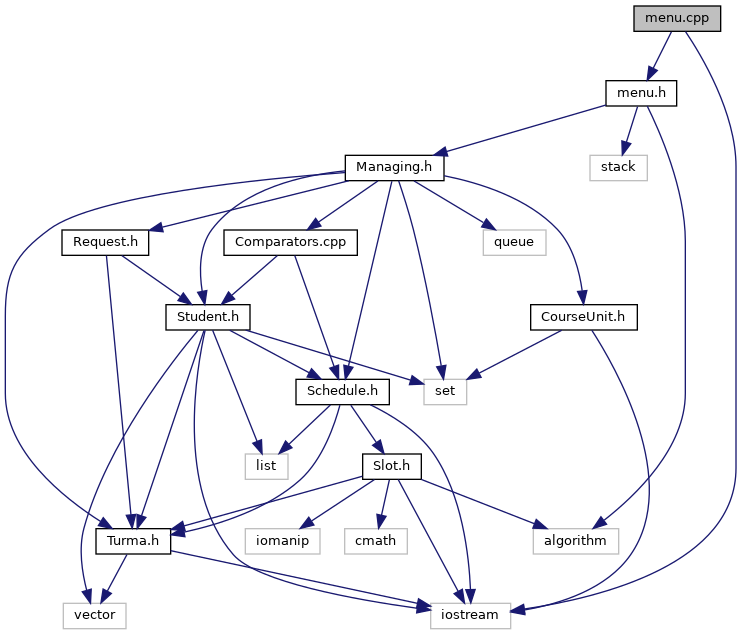 menu.cpp
menu.h
Managing.h
stack
Request.h
Comparators.cpp
queue
Student.h
CourseUnit.h
Schedule.h
set
list
Slot.h
Turma.h
iomanip
cmath
algorithm
vector
iostream